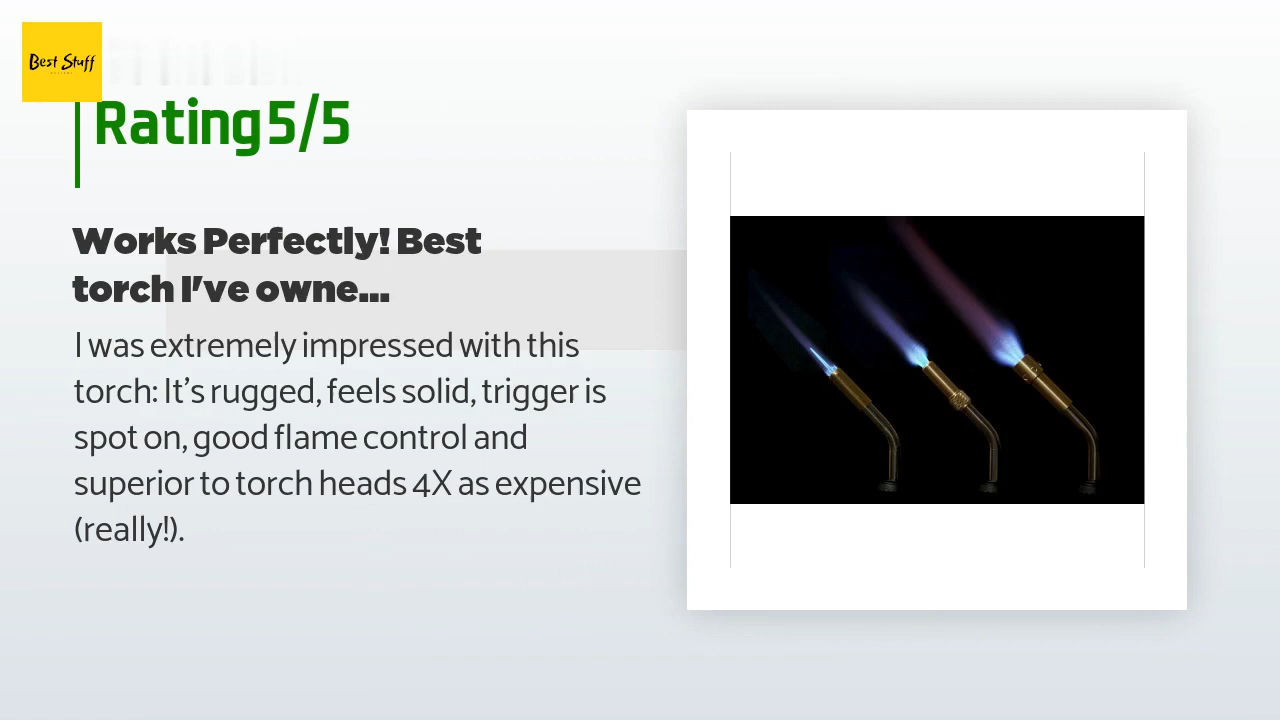 Best Stuff
Rating 5/5
Works Perfectly! Best
torch I've owne...
I was extremely impressed with this
torch: It’s rugged, feels solid, trigger is
spot on, good flame control and
superior to torch heads 4X as expensive
(really!).